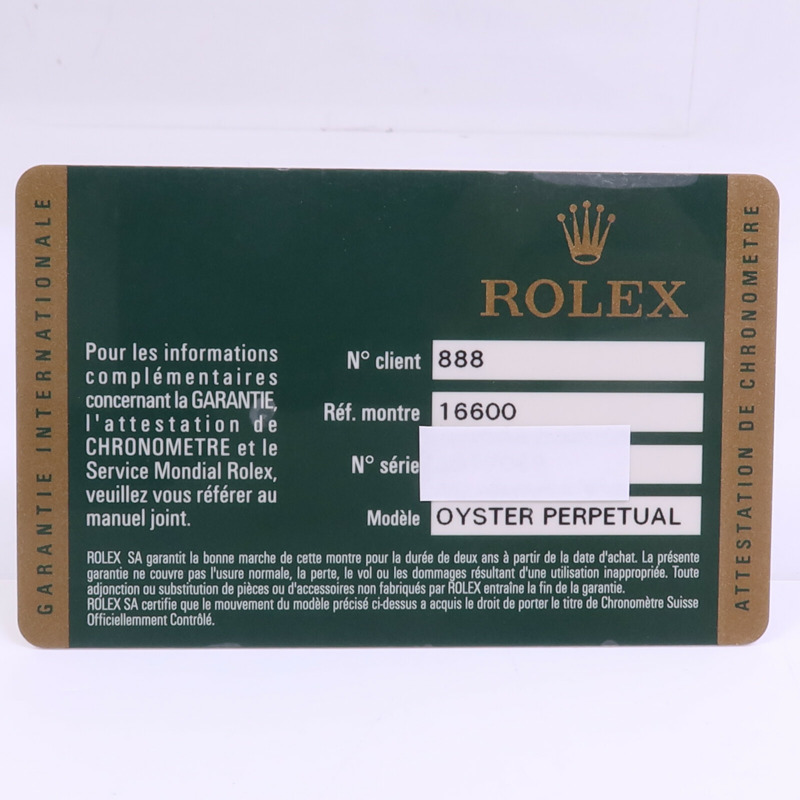 GARANTIE INTERNATIONALE
ROLEX
Pour les informations
complémentaires
concernant la GARANTIE,
l'attestation de
CHRONOMETRE et le
Service Mondial Rolex,
veuillez vous référer au
manuel joint.
N° client 888
Réf. montre 16600
N° série
Modèle OYSTER PERPETUAL
ROLEX SA garantit la bonne marche de cette montre pour la durée de deux ans à partir de la date d'achat. La présente
garantie ne couvre pas l'usure normale, la perte, le vol ou les dommages résultant d'une utilisation inappropriée. Toute
adjonction ou substitution de pièces ou d'accessoires non fabriqués par ROLEX entraîne la fin de la garantie.
ROLEX SA certifie que le mouvement du modèle précisé ci-dessus a acquis le droit de porter le titre de Chronomètre Suisse
Officiellemment Contrôlé.
ATTESTATION DE CHRONOMETRE